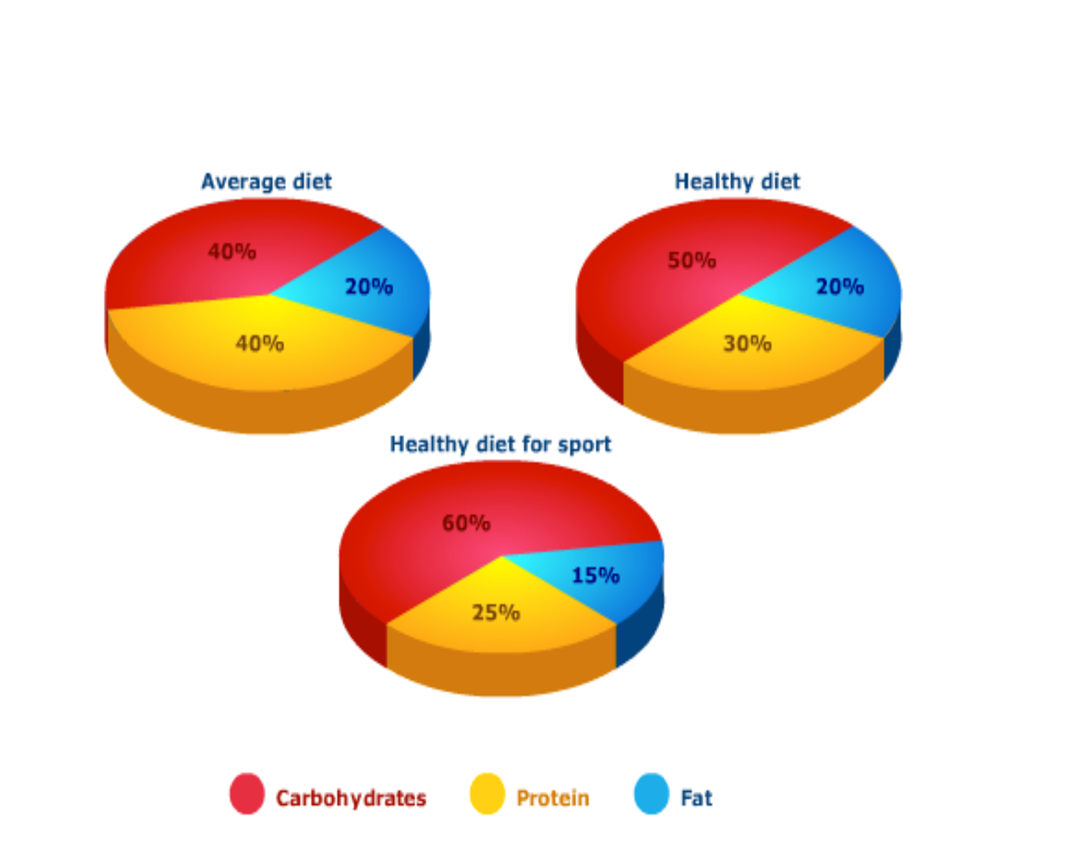 Average diet
40%
20%
40%
Healthy diet
50%
20%
30%
Healthy diet for sport
60%
15%
25%
Carbohydrates Protein Fat